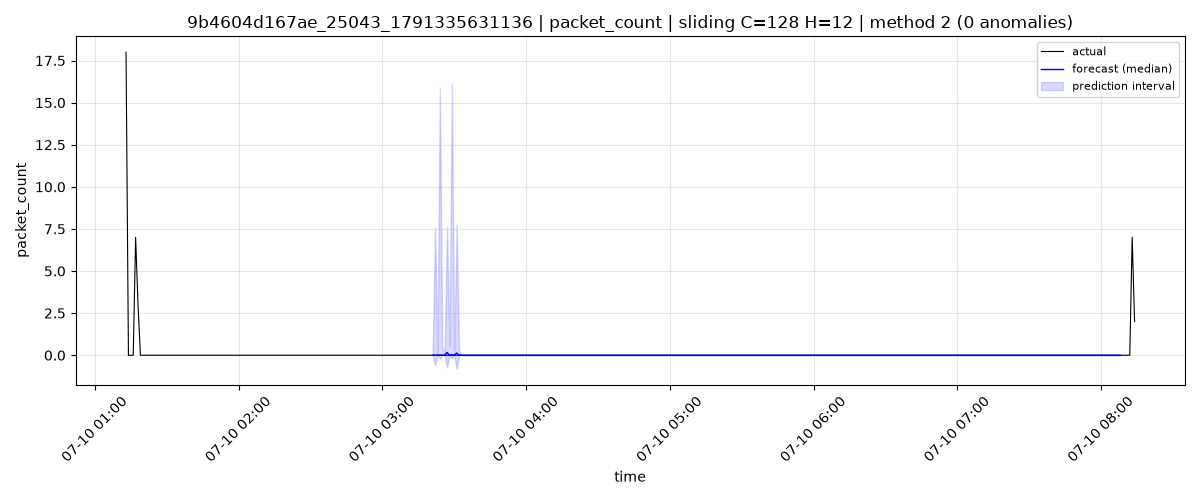 9b4604d167ae_25043_1791335631136 | packet_count | sliding C=128 H=12 | method 2 (0 anomalies)
actual
forecast (median)
prediction interval
17.5
15.0
12.5
10.0
7.5
5.0
2.5
0.0
packet_count
07-10 01:00
07-10 02:00
07-10 03:00
07-10 04:00
07-10 05:00
07-10 06:00
07-10 07:00
07-10 08:00
time